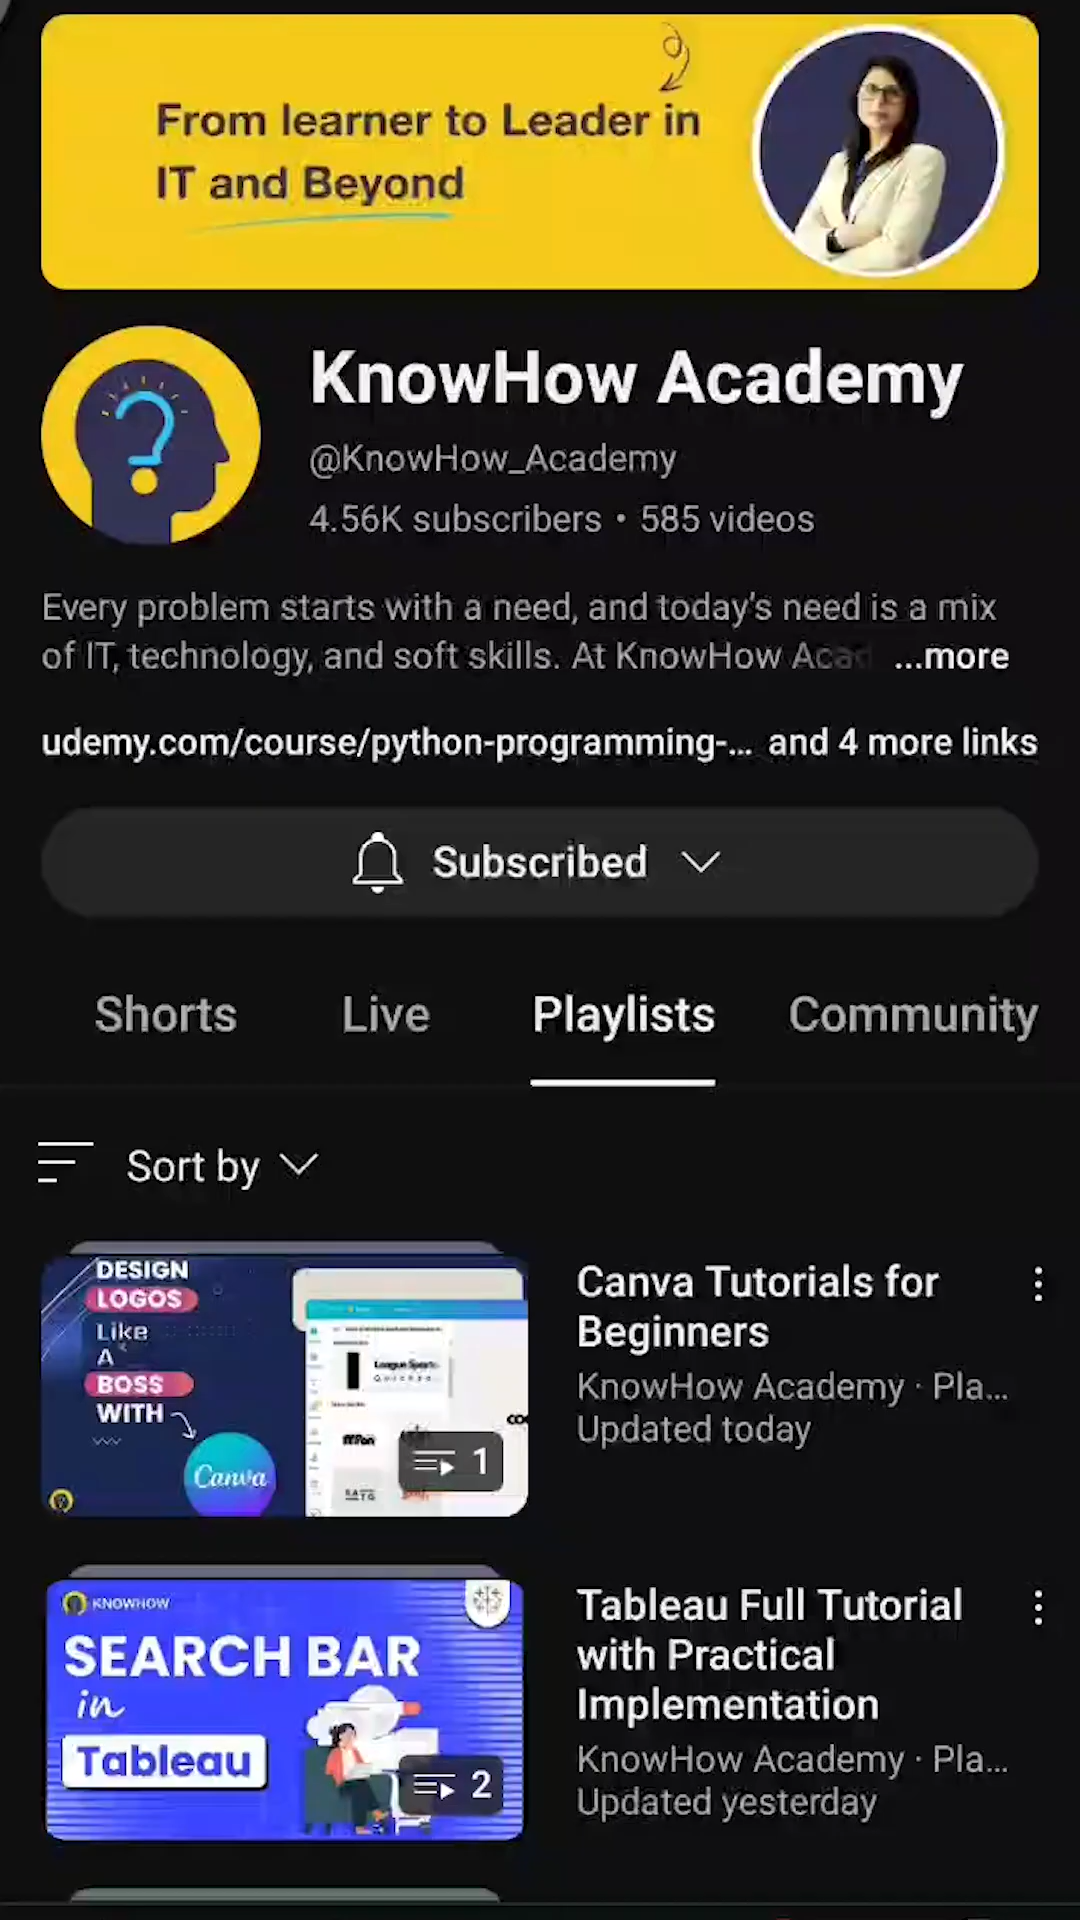 From learner to Leader in
IT and Beyond
KnowHow Academy
@KnowHow_Academy
4.56K subscribers • 585 videos
Every problem starts with a need, and today's need is a mix
of IT, technology, and soft skills. At KnowHow Acad ...more
udemy.com/course/python-programming-... and 4 more links
Subscribed
Shorts Live Playlists Community
Sort by
DESIGN
LOGOS
Like
A
BOSS
WITH
Canva
League Sparta
1
Canva Tutorials for
Beginners
KnowHow Academy · Pla...
Updated today
KNOWHOW
SEARCH BAR
in
Tableau
2
Tableau Full Tutorial
with Practical
Implementation
KnowHow Academy · Pla...
Updated yesterday